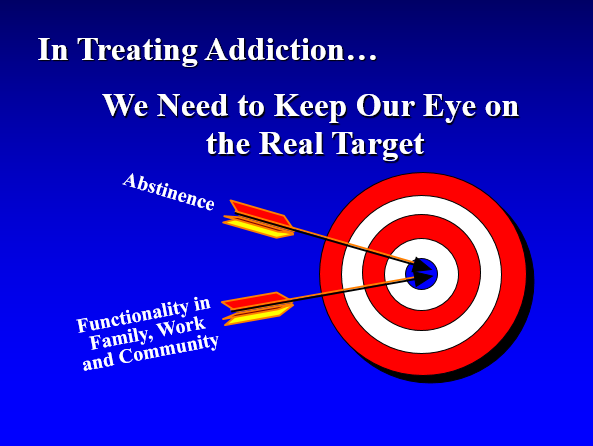 In Treating Addiction…
We Need to Keep Our Eye on
the Real Target
Abstinence
Functionality in
Family, Work
and Community